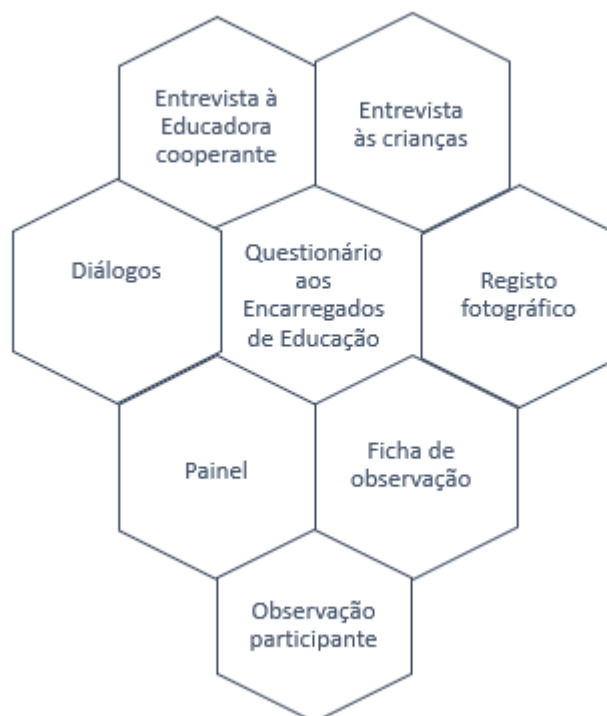 Entrevista à
Educadora
cooperante
Entrevista
às crianças
Diálogos
Questionário
aos
Encarregados
de Educação
Registo
fotográfico
Painel
Ficha de
observação
Observação
participante